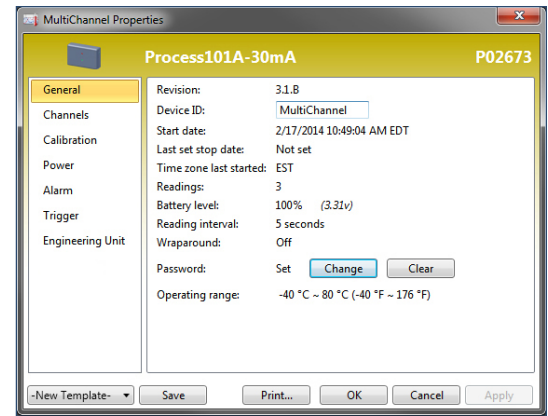 MultiChannel Properties
Process101A-30mA P02673
General
Channels
Calibration
Power
Alarm
Trigger
Engineering Unit
Revision: 3.1.B
Device ID: MultiChannel
Start date: 2/17/2014 10:49:04 AM EDT
Last set stop date: Not set
Time zone last started: EST
Readings: 3
Battery level: 100% (3.31v)
Reading interval: 5 seconds
Wraparound: Off
Password: Set Change Clear
Operating range: -40 °C ~ 80 °C (-40 °F ~ 176 °F)
-New Template- Save Print... OK Cancel Apply